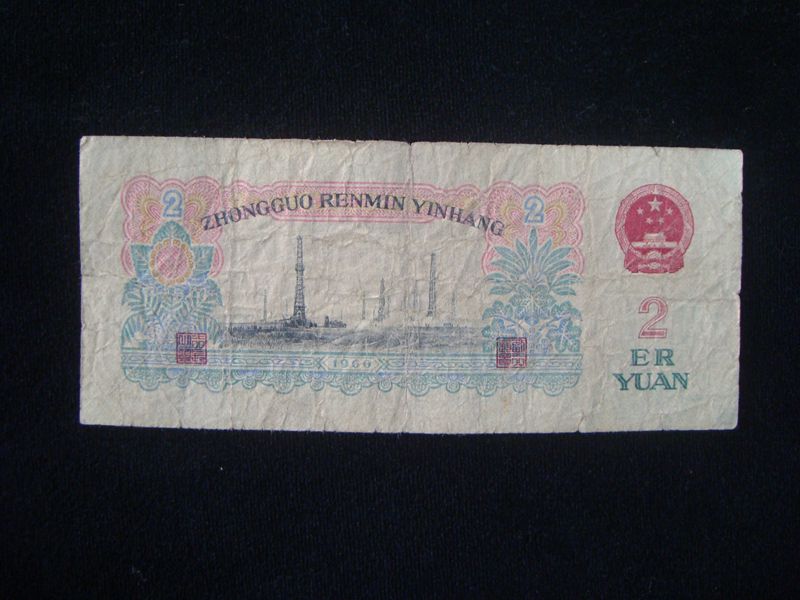 2
2
ZHONGGUO RENMIN YINHANG
1960
2
ER
YUAN